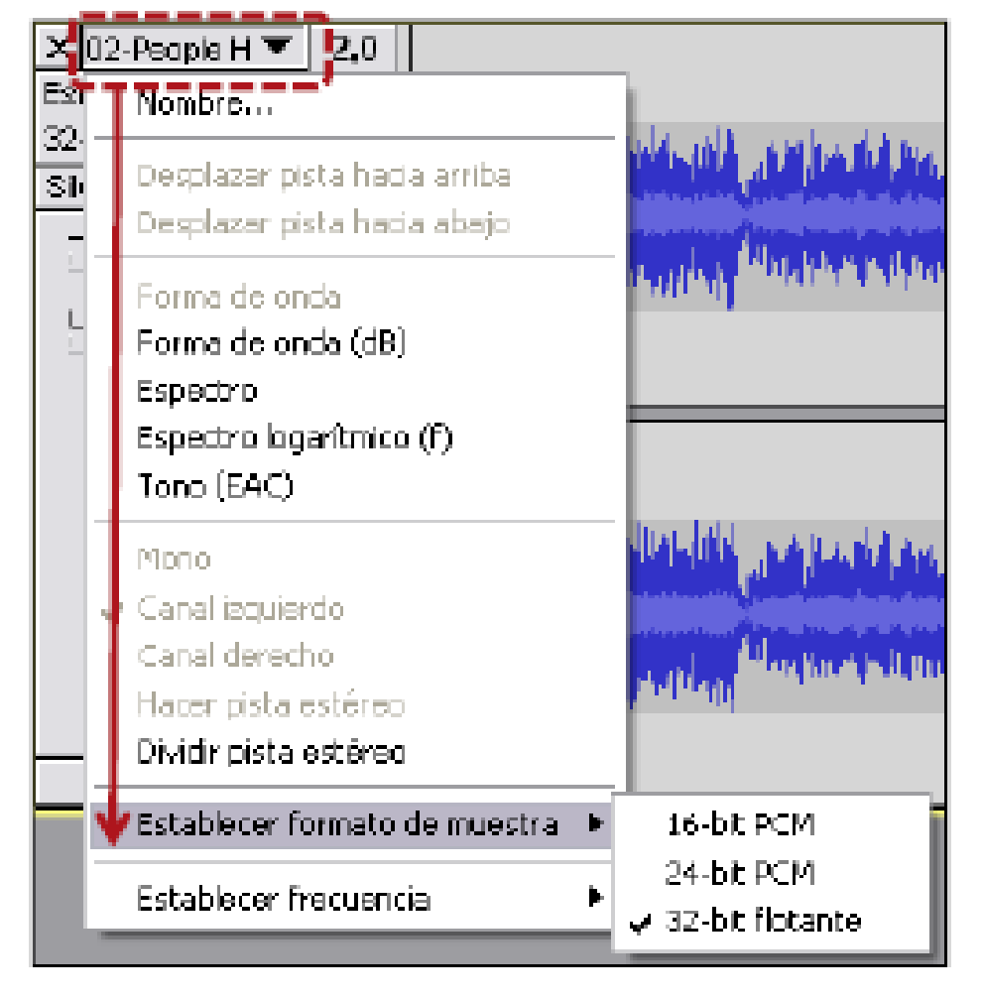 X 02-People H ▼ 2,0
Es
32-
Sil
Nombre...
Desplazar pista hacia arriba
Desplazar pista hacia abajo
Forma de onda
Forma de onda (dB)
Espectro
Espectro logarítmico (f)
Tono (EAC)
Mono
Canal izquierdo
Canal derecho
Hacer pista estéreo
Dividir pista estéreo
Establecer formato de muestra
16-bit PCM
24-bit PCM
32-bit flotante
Establecer frecuencia